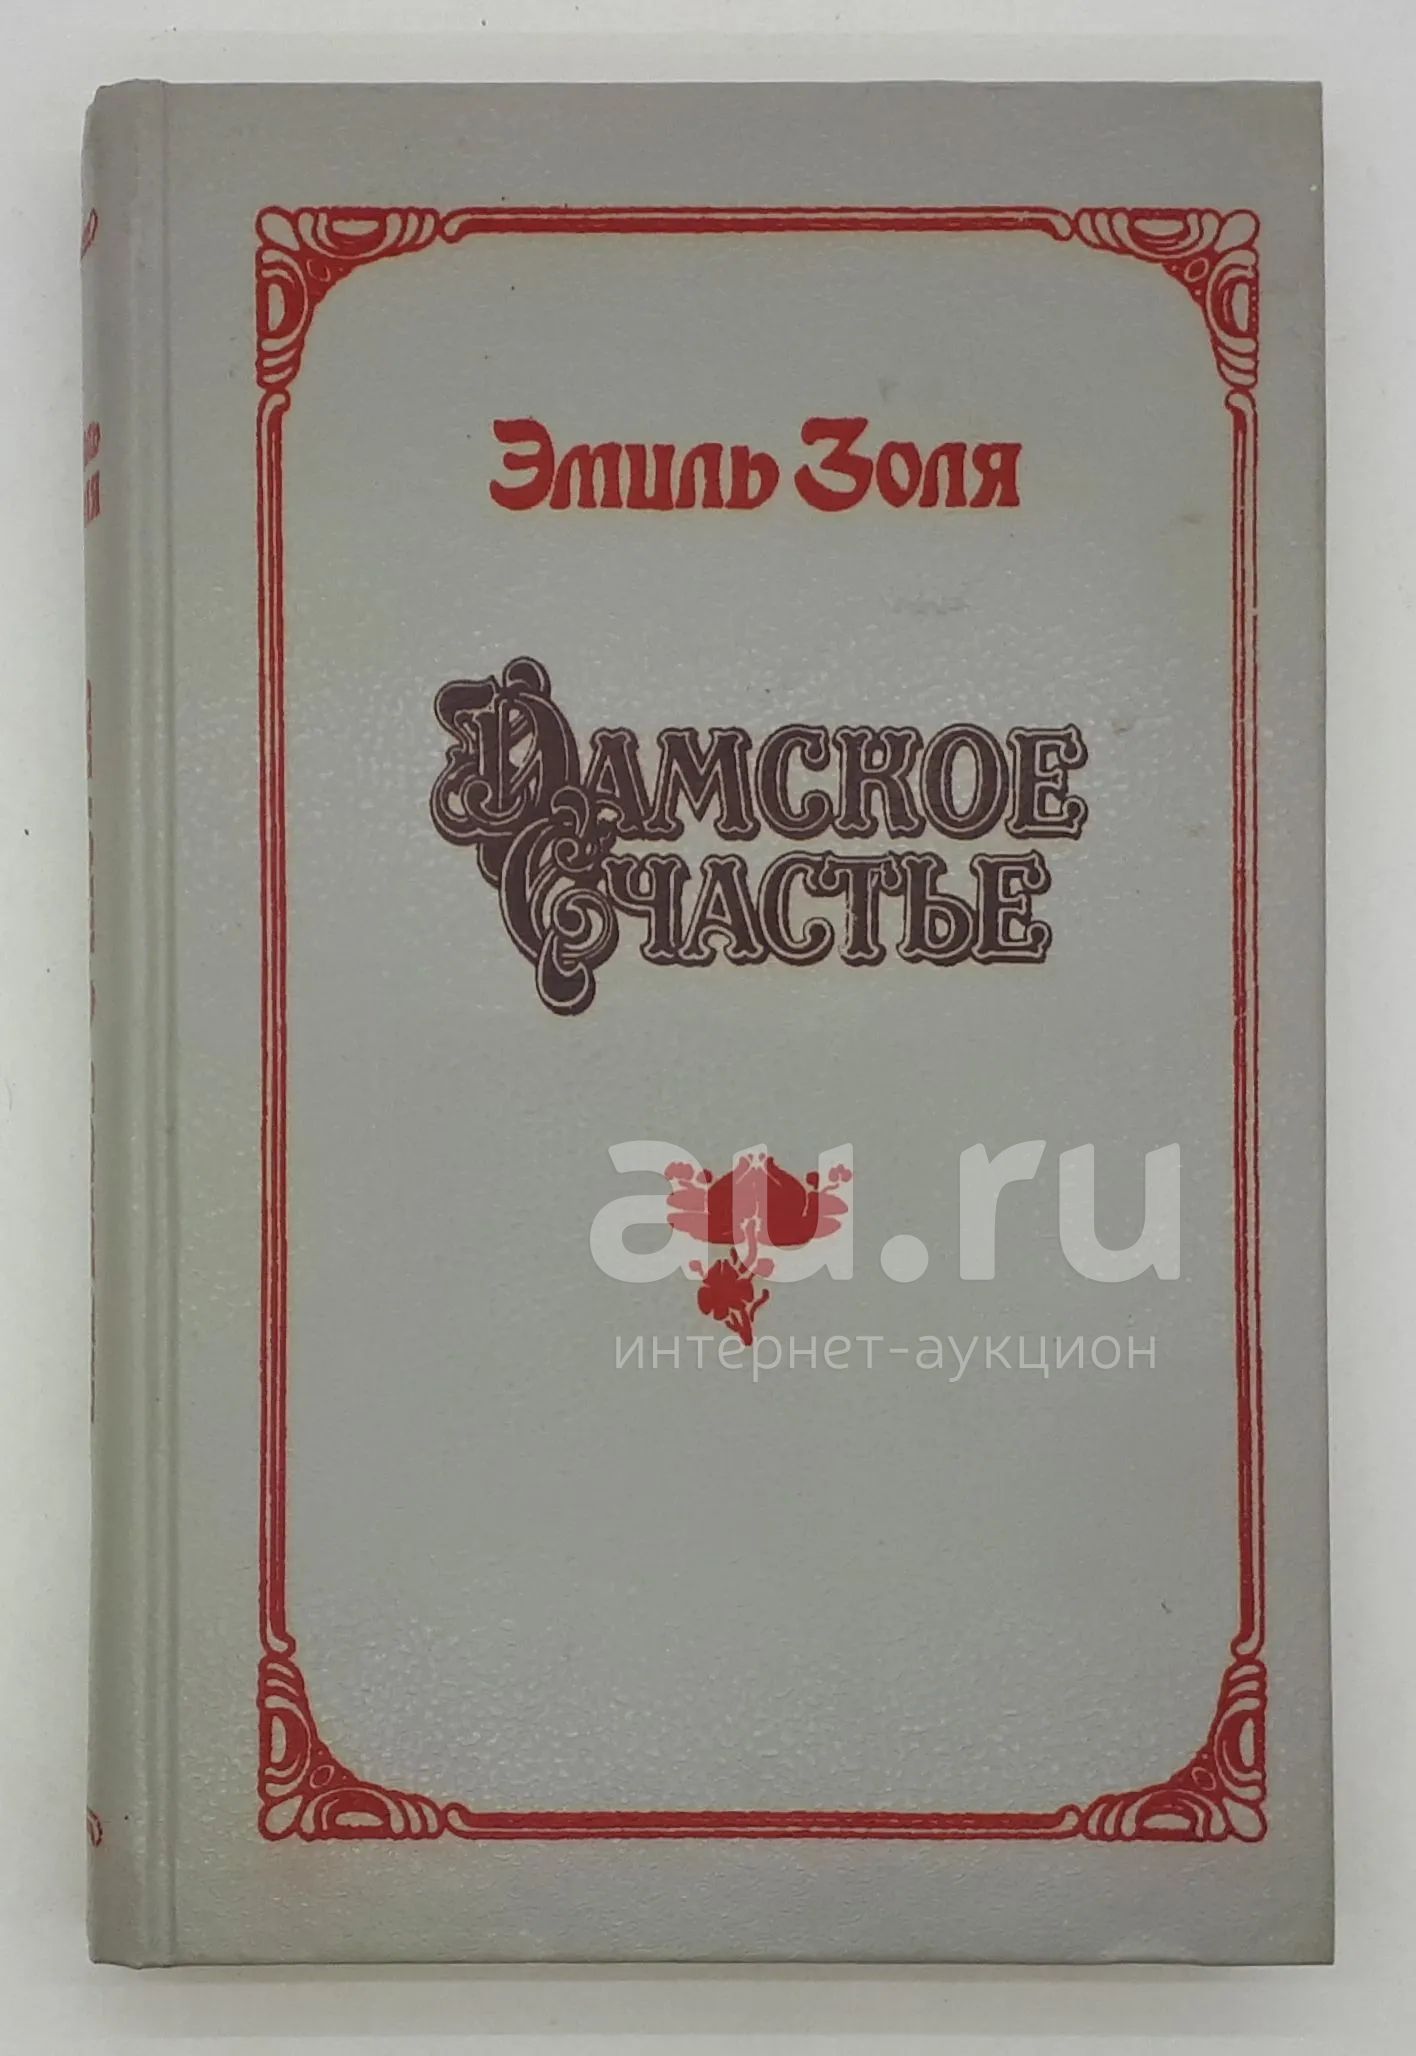 Эмиль Золя
Дамское
Счастье
au.ru
интернет-аукцион